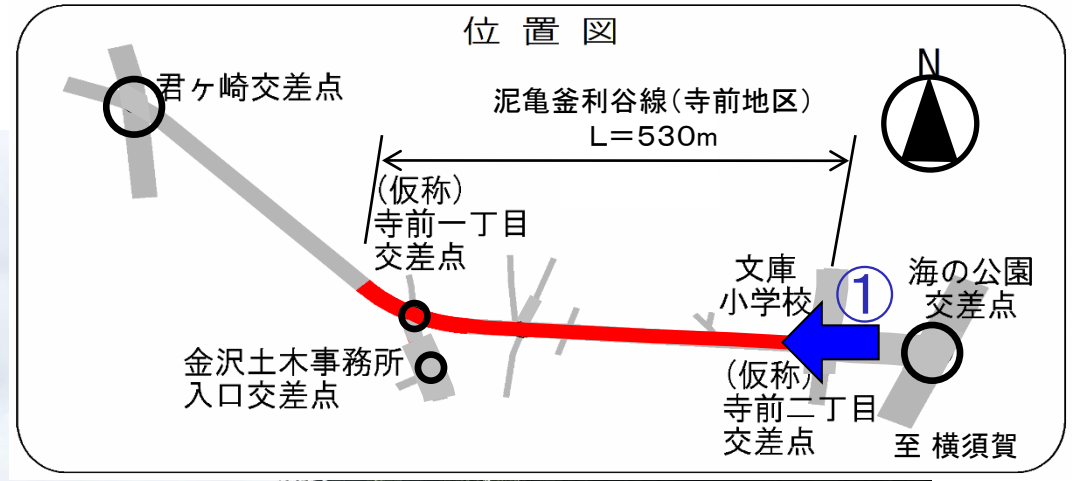 位置図
N
君ヶ崎交差点
泥亀釜利谷線(寺前地区)
L=530m
(仮称)
寺前一丁目
交差点
文庫
小学校
①
海の公園
交差点
金沢土木事務所
入口交差点
(仮称)
寺前二丁目
交差点
至 横須賀